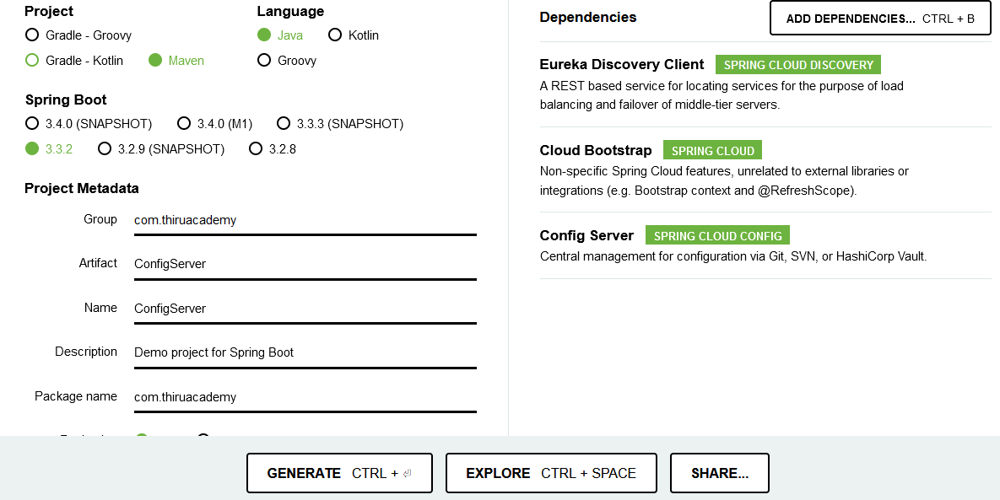 Project
Gradle - Groovy
Gradle - Kotlin Maven
Language
Java Kotlin
Groovy
Spring Boot
3.4.0 (SNAPSHOT) 3.4.0 (M1) 3.3.3 (SNAPSHOT)
3.3.2 3.2.9 (SNAPSHOT) 3.2.8
Project Metadata
Group com.thiruacademy
Artifact ConfigServer
Name ConfigServer
Description Demo project for Spring Boot
Package name com.thiruacademy
Dependencies
ADD DEPENDENCIES... CTRL + B
Eureka Discovery Client SPRING CLOUD DISCOVERY
A REST based service for locating services for the purpose of load
balancing and failover of middle-tier servers.
Cloud Bootstrap SPRING CLOUD
Non-specific Spring Cloud features, unrelated to external libraries or
integrations (e.g. Bootstrap context and @RefreshScope).
Config Server SPRING CLOUD CONFIG
Central management for configuration via Git, SVN, or HashiCorp Vault.
GENERATE CTRL + ⏎
EXPLORE CTRL + SPACE
SHARE...